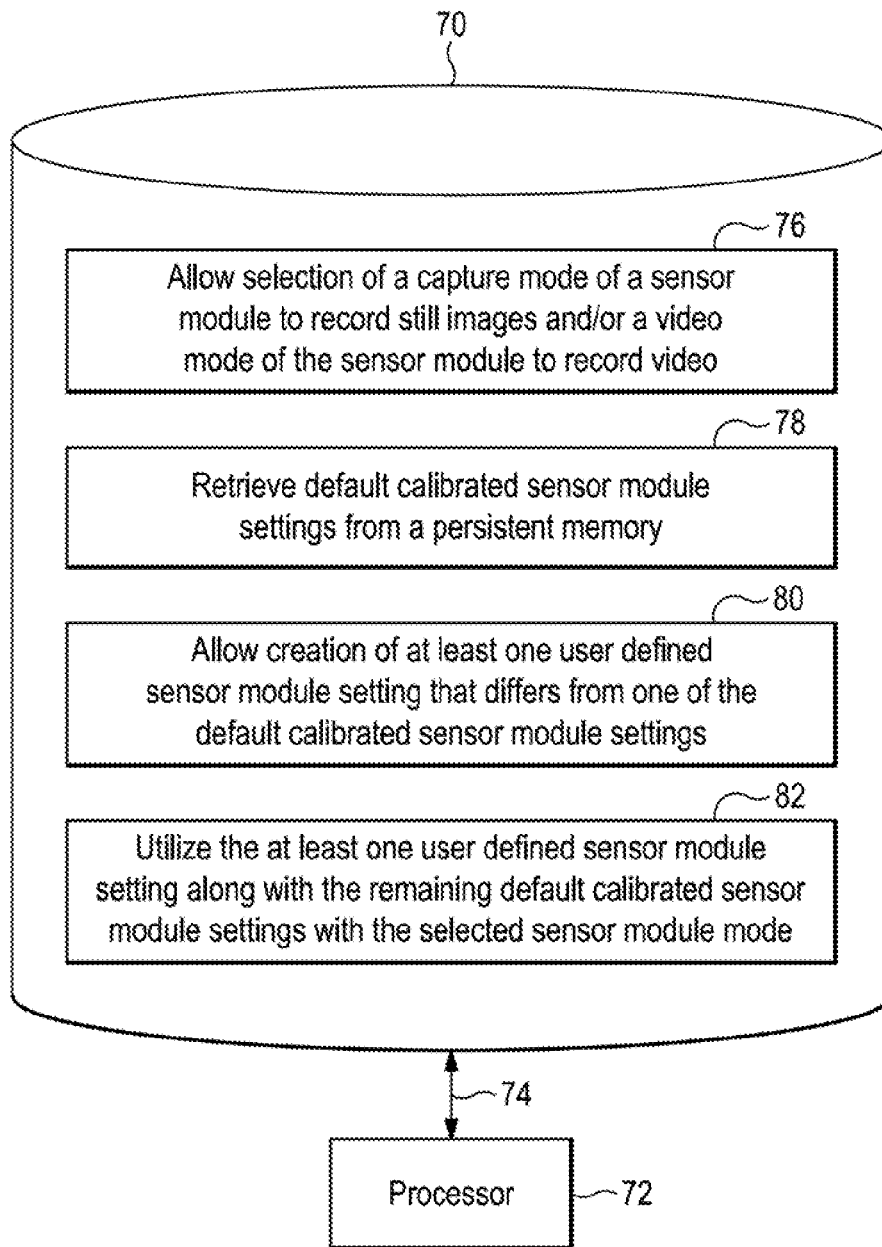 70
76
Allow selection of a capture mode of a sensor
module to record still images and/or a video
mode of the sensor module to record video
78
Retrieve default calibrated sensor module
settings from a persistent memory
80
Allow creation of at least one user defined
sensor module setting that differs from one of the
default calibrated sensor module settings
82
Utilize the at least one user defined sensor module
setting along with the remaining default calibrated sensor
module settings with the selected sensor module mode
74
Processor
72